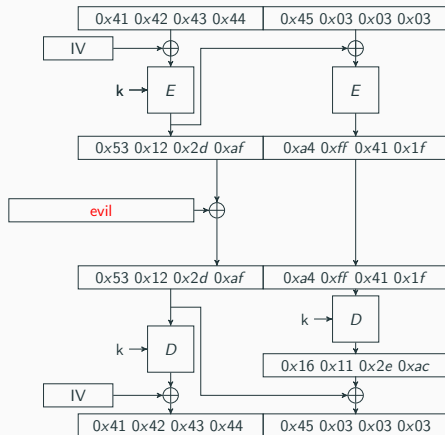 0x41 0x42 0x43 0x44 0x45 0x03 0x03 0x03
IV
k E E
0x53 0x12 0x2d 0xaf 0xa4 0xff 0x41 0x1f
evil
0x53 0x12 0x2d 0xaf 0xa4 0xff 0x41 0x1f
k D
k D
0x16 0x11 0x2e 0xac
IV
0x41 0x42 0x43 0x44 0x45 0x03 0x03 0x03